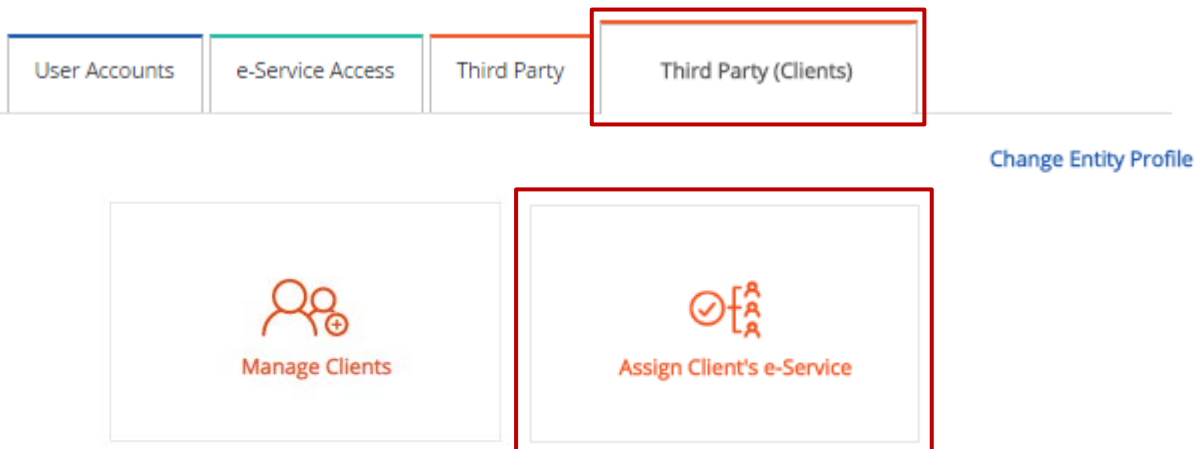 User Accounts
e-Service Access
Third Party
Third Party (Clients)
Change Entity Profile
Manage Clients
Assign Client's e-Service